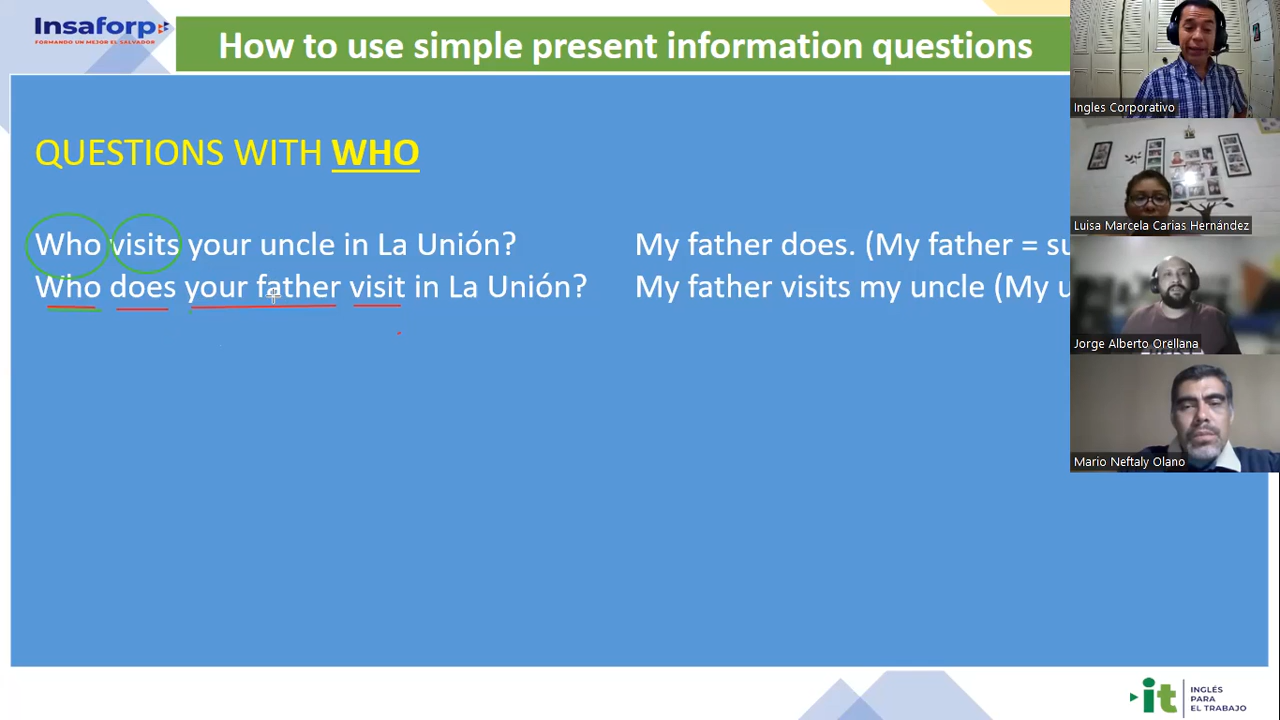 Insaforp
FORMANDO UN MEJOR EL SALVADOR
How to use simple present information questions
QUESTIONS WITH WHO
Who visits your uncle in La Unión? My father does. (My father = su
Who does your father visit in La Unión? My father visits my uncle (My u
Ingles Corporativo
Luisa Marcela Carias Hernández
Jorge Alberto Orellana
Mario Neftaly Olano
it
INGLÉS
PARA
EL TRABAJO